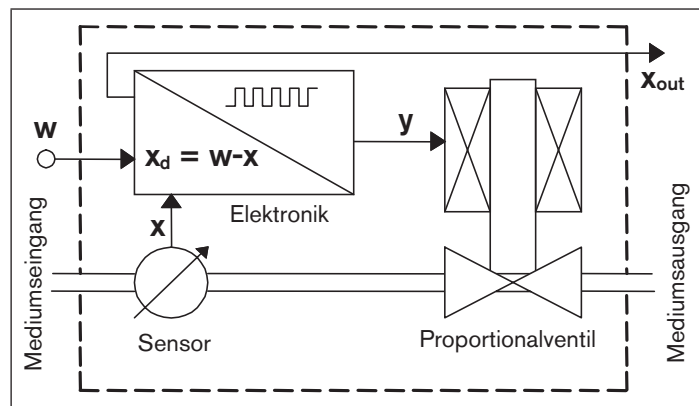 x_out
w
y
x_d = w-x
Elektronik
x
Mediumseingang
Mediumsausgang
Sensor
Proportionalventil